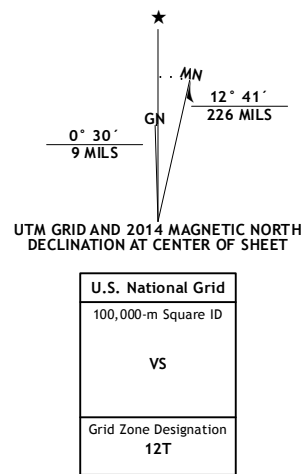 ★
MN
GN
12° 41´
226 MILS
0° 30´
9 MILS
UTM GRID AND 2014 MAGNETIC NORTH
DECLINATION AT CENTER OF SHEET
U.S. National Grid
100,000-m Square ID
VS
Grid Zone Designation
12T